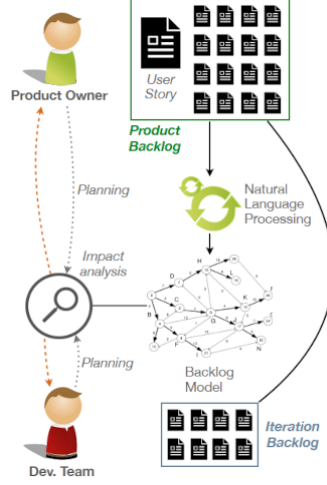 Product Owner
User
Story
Product
Backlog
Planning
Natural
Language
Processing
Impact
analysis
H
D
L
C
K
B
G
F
I
N
Backlog
Model
Planning
Iteration
Backlog
Dev. Team